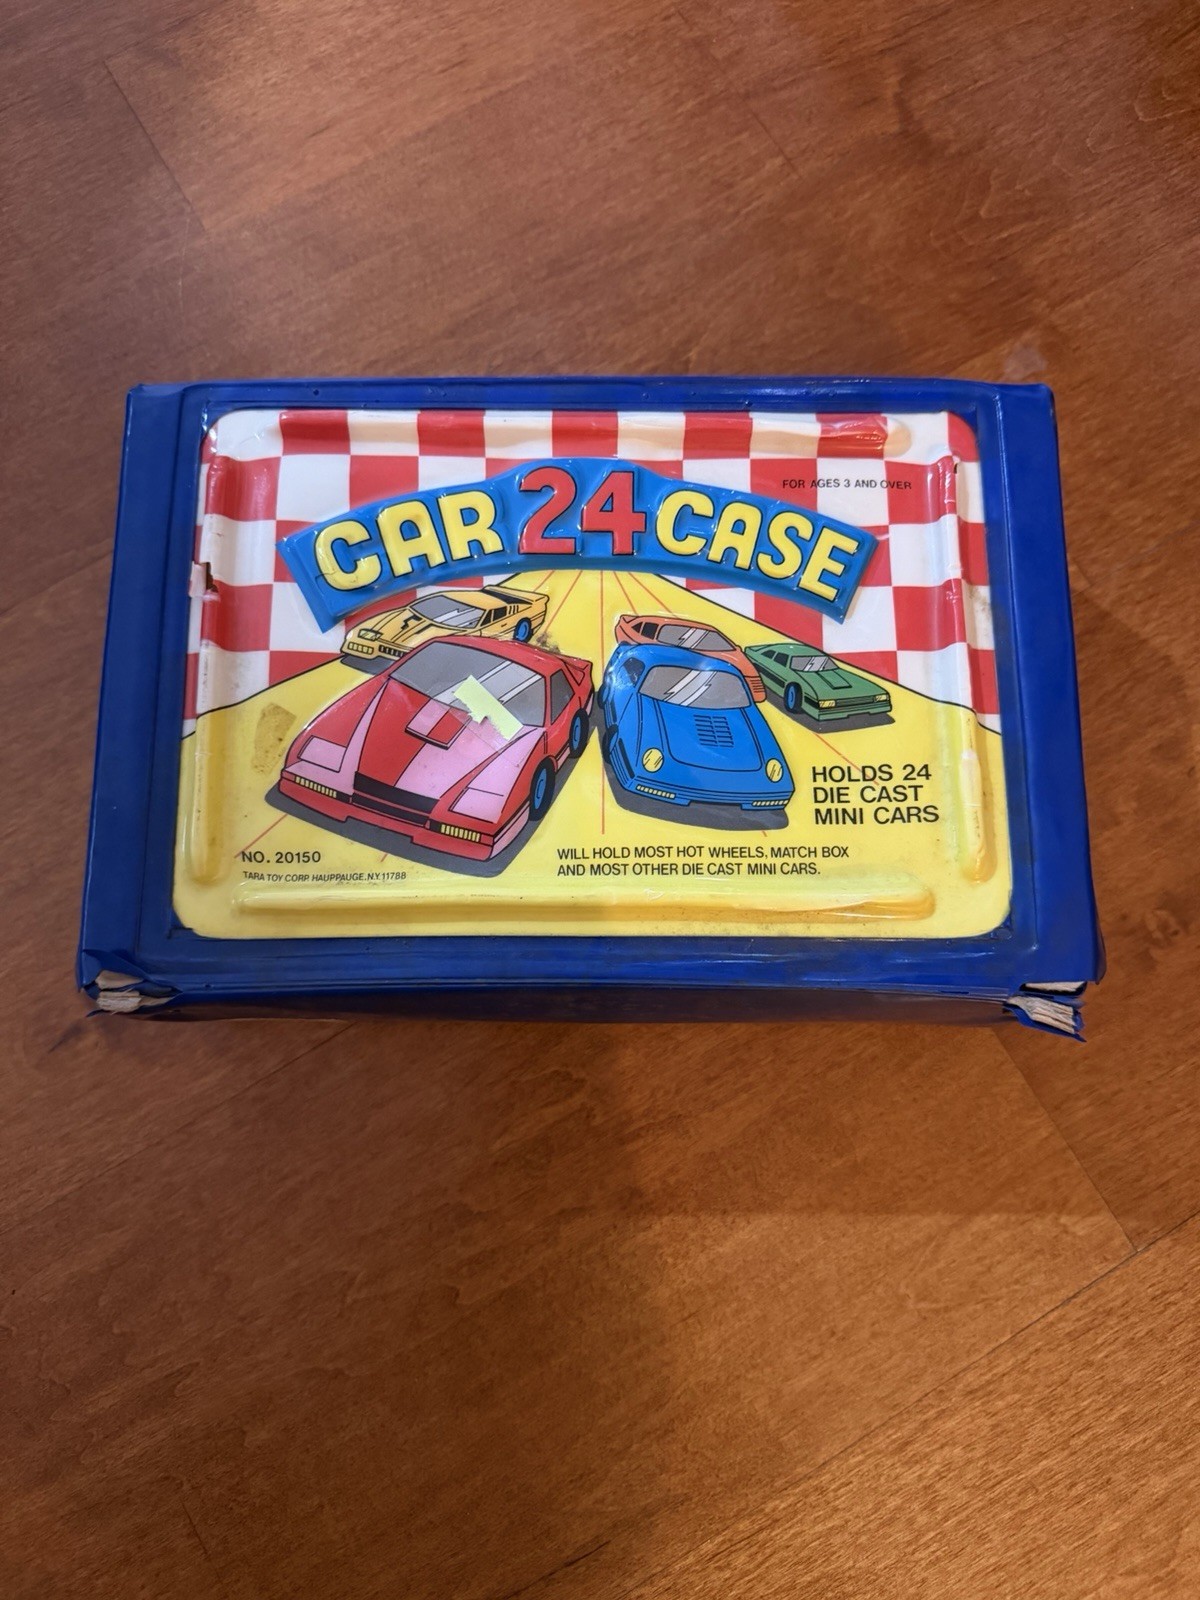 FOR AGES 3 AND OVER
CAR 24 CASE
HOLDS 24
DIE CAST
MINI CARS
NO. 20150
TARA TOY CORP. HAUPPAUGE, N.Y. 11788
WILL HOLD MOST HOT WHEELS, MATCH BOX
AND MOST OTHER DIE CAST MINI CARS.